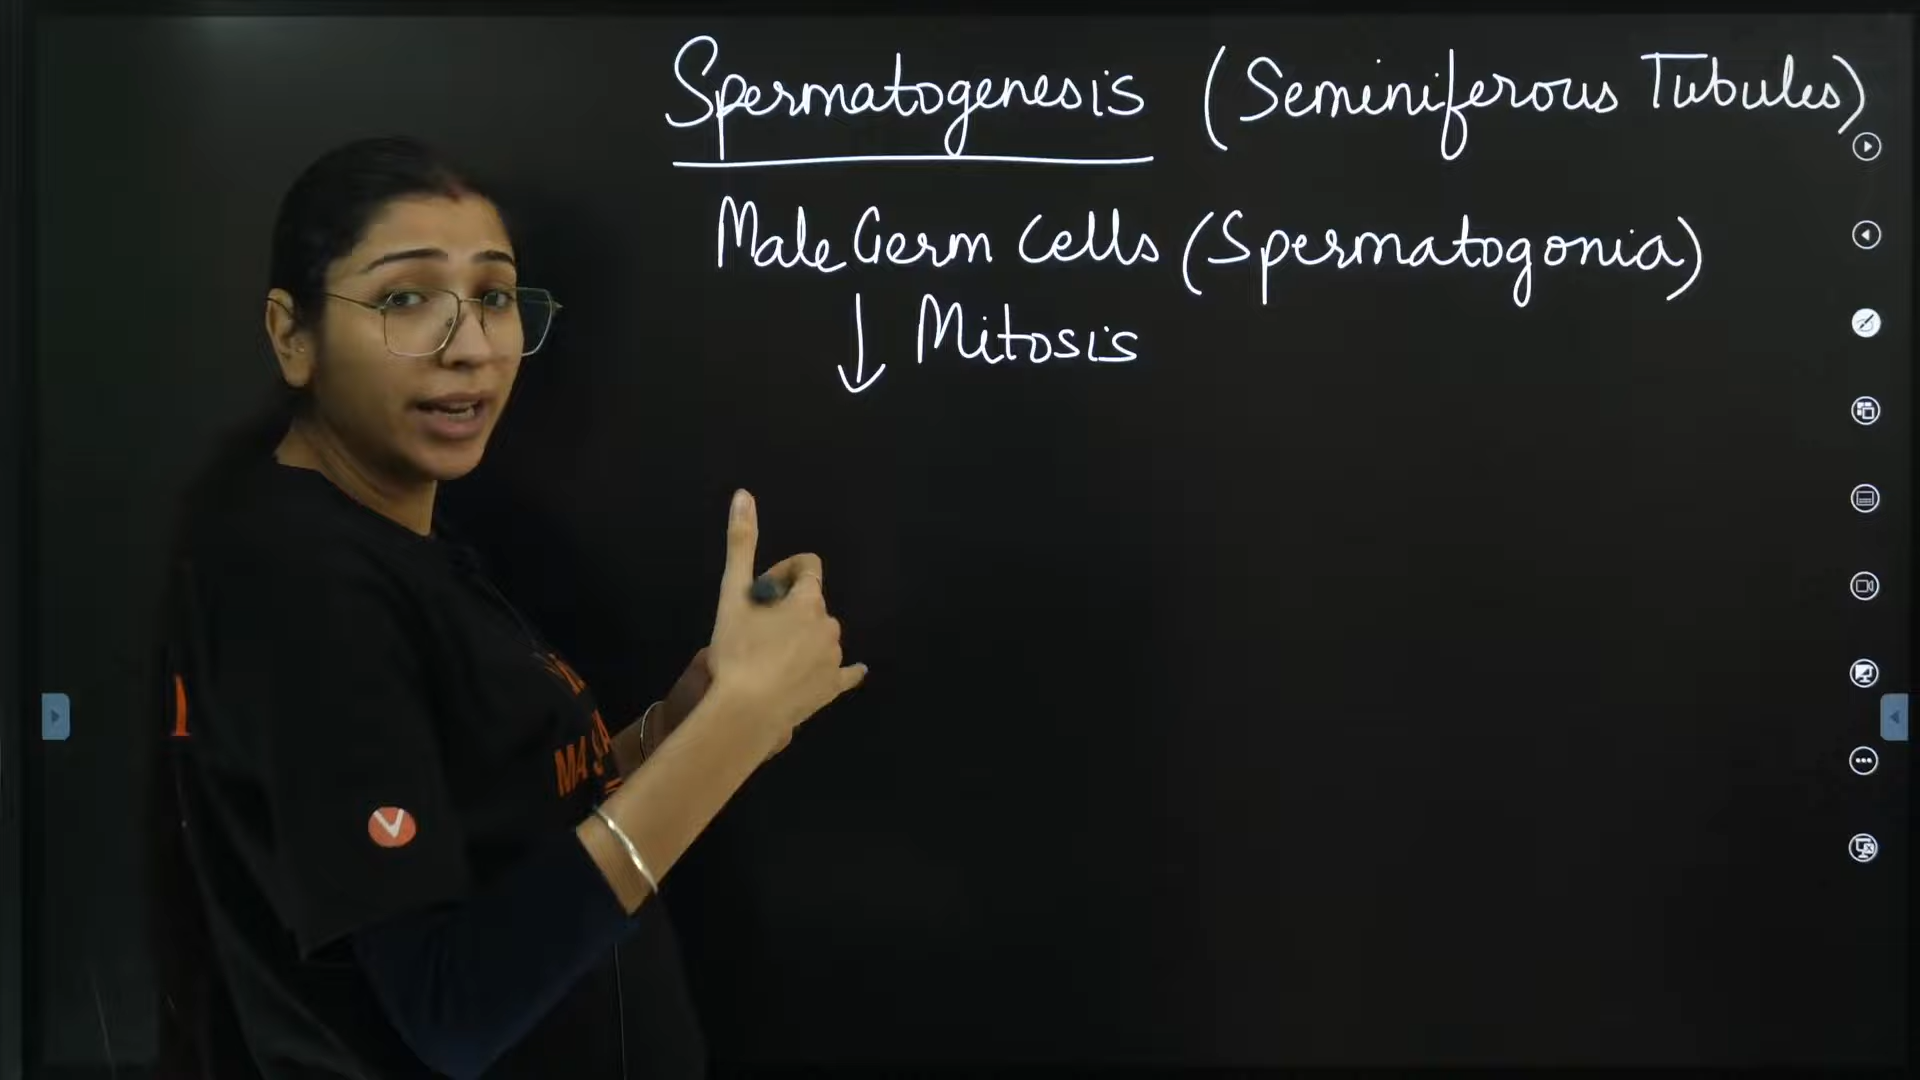 Spermatogenesis (Seminiferous Tubules)
Male Germ Cells (Spermatogonia)
↓ Mitosis